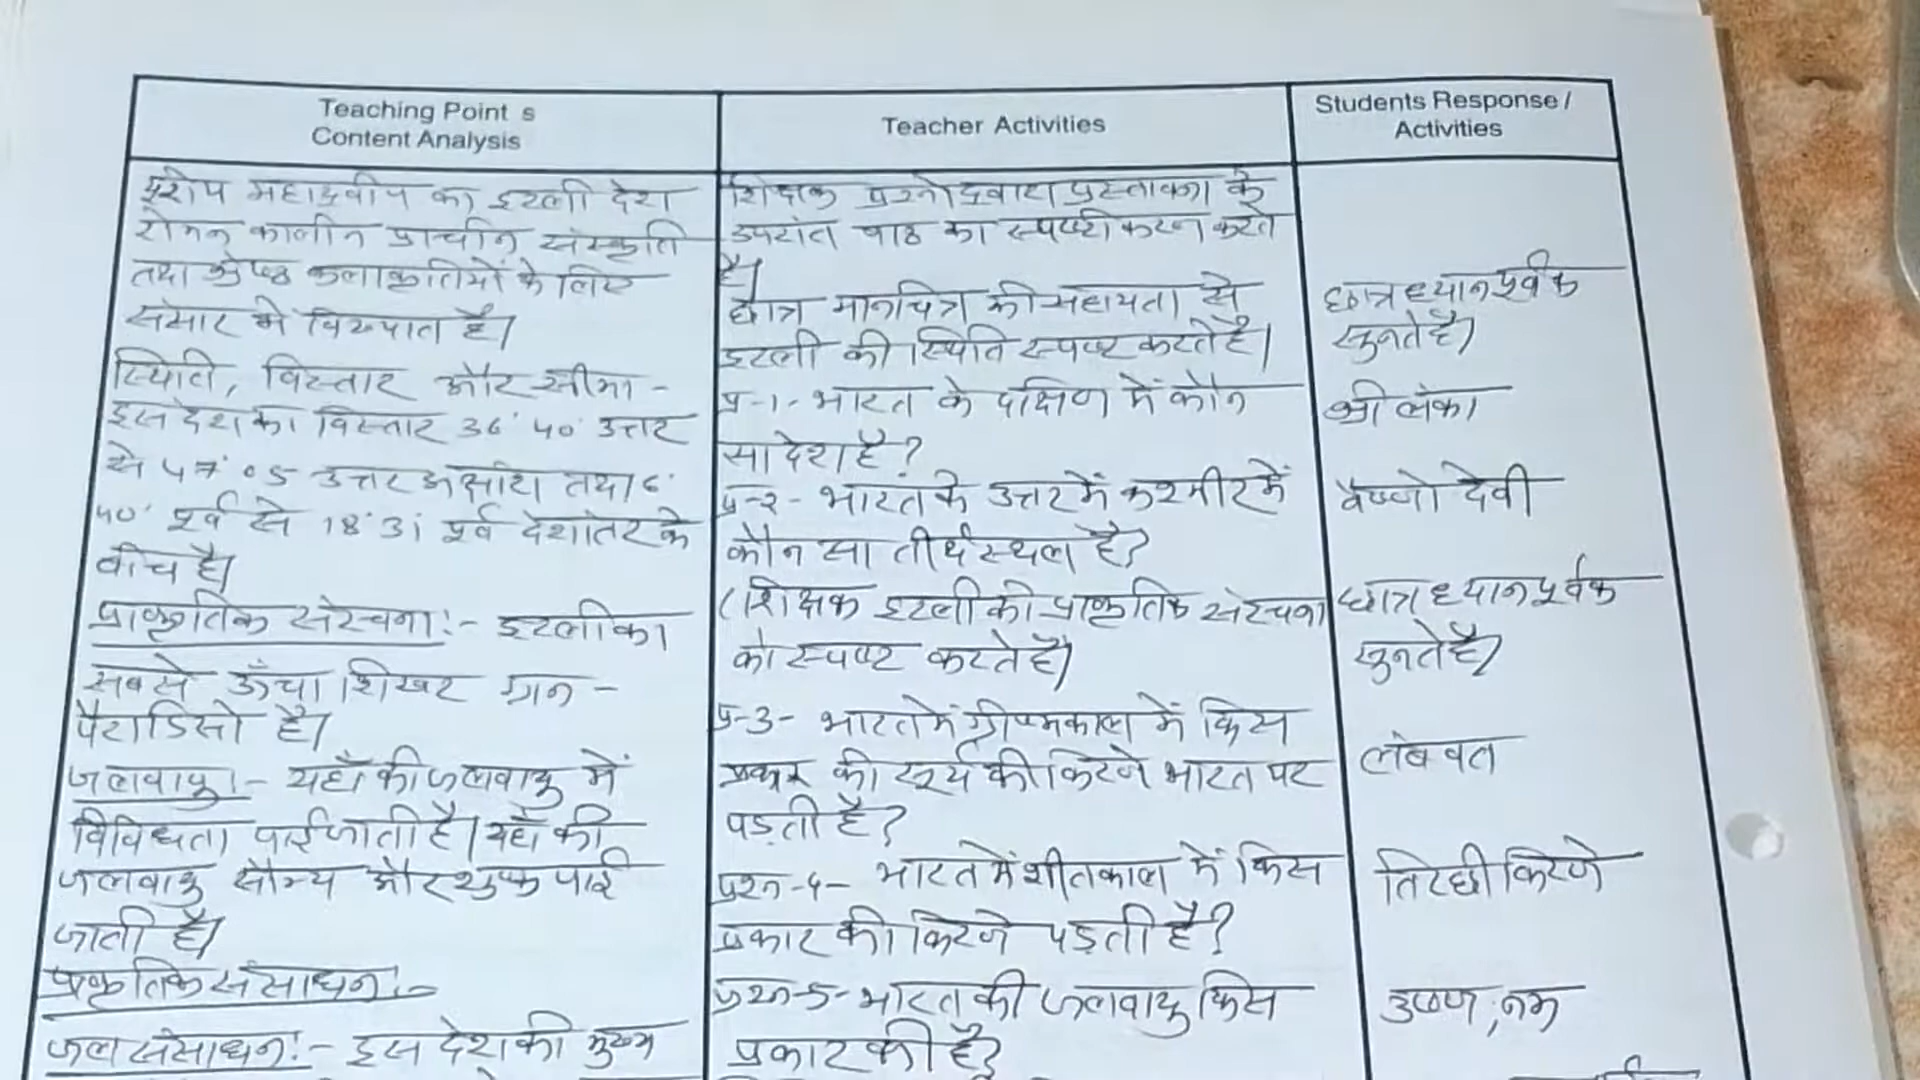 Teaching Point s
Content Analysis
Teacher Activities
Students Response /
Activities
यूरोप महाद्वीप का इटली देश
रोमन कालीन प्राचीन संस्कृति
तथा श्रेष्ठ कलाकृतियों के लिए
संसार में विख्यात है।
स्थिति, विस्तार और सीमा -
इस देश का विस्तार 36° 40' उत्तर
से 47° 05 उत्तर अक्षांश तथा 6°
40' पूर्व से 18° 31 पूर्व देशांतर के
बीच है।
प्राकृतिक संरचना :- इटली का
सबसे ऊँचा शिखर ग्रान -
पैराडिसो है।
जलवायु :- यहाँ की जलवायु में
विविधता पाई जाती है। यहाँ की
जलवायु सौम्य और शुष्क पाई
जाती है।
प्राकृतिक संसाधन :-
जल संसाधन :- इस देश की मुख्य
शिक्षक प्रश्नो द्वारा प्रस्तावना के
उपरांत पाठ का स्पष्टीकरण करते
है।
छात्र मानचित्र की सहायता से
इटली की स्थिति स्पष्ट करते है।
प्र-1- भारत के दक्षिण में कौन
सा देश है?
प्र-२- भारत के उत्तर में कश्मीर में
कौन सा तीर्थ स्थल है?
(शिक्षक इटली की प्राकृतिक संरचना
को स्पष्ट करते है)
प्र-3- भारत में ग्रीष्मकाल में किस
प्रकार की सूर्य की किरणे भारत पर
पड़ती है?
प्रश्न -4- भारत में शीतकाल में किस
प्रकार की किरणे पड़ती है?
प्रश्न-5- भारत की जलवायु किस
प्रकार की है?
छात्र ध्यानपूर्वक
सुनते है।
श्री लंका
वैष्णो देवी
छात्र ध्यानपूर्वक
सुनते है।
लंबवत
तिरछी किरणे
उष्ण, नम